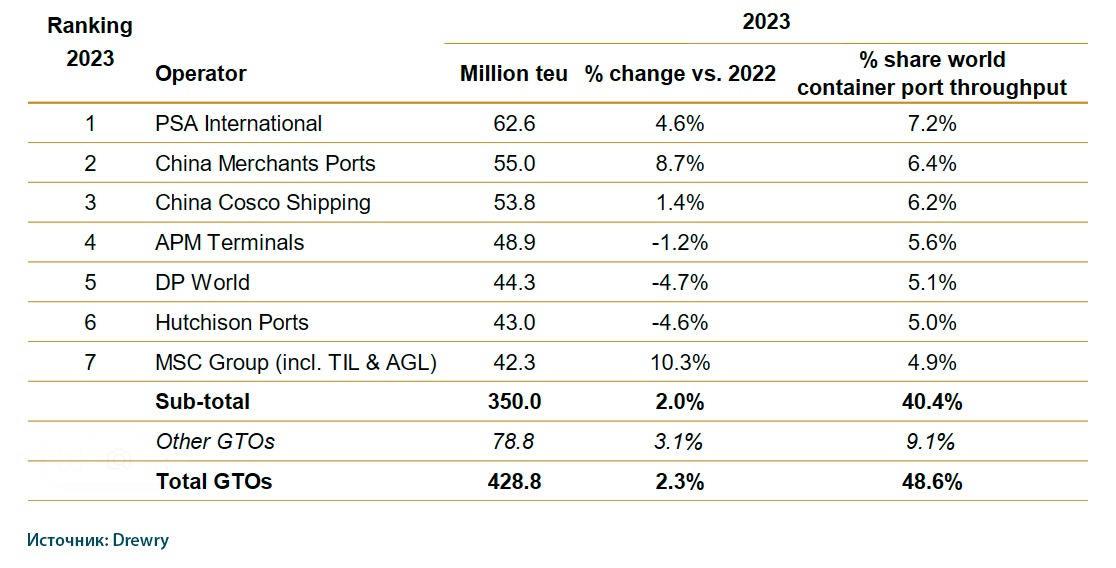 Ranking 2023
2023
Operator Million teu % change vs. 2022 % share world container port throughput
1 PSA International 62.6 4.6% 7.2%
2 China Merchants Ports 55.0 8.7% 6.4%
3 China Cosco Shipping 53.8 1.4% 6.2%
4 APM Terminals 48.9 -1.2% 5.6%
5 DP World 44.3 -4.7% 5.1%
6 Hutchison Ports 43.0 -4.6% 5.0%
7 MSC Group (incl. TIL & AGL) 42.3 10.3% 4.9%
Sub-total 350.0 2.0% 40.4%
Other GTOs 78.8 3.1% 9.1%
Total GTOs 428.8 2.3% 48.6%
Источник: Drewry